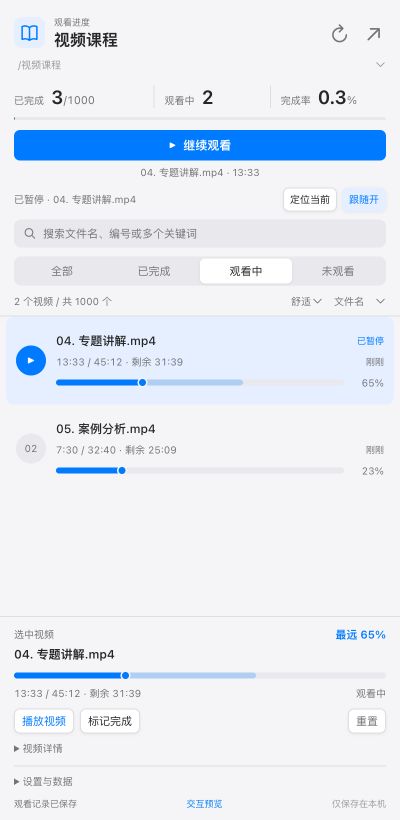 观看进度
视频课程
/视频课程
已完成 3/1000 观看中 2 完成率 0.3%
继续观看
04. 专题讲解.mp4 · 13:33
已暂停 · 04. 专题讲解.mp4 定位当前 跟随开
搜索文件名、编号或多个关键词
全部 已完成 观看中 未观看
2 个视频 / 共 1000 个 舒适 文件名
04. 专题讲解.mp4 已暂停
13:33 / 45:12 · 剩余 31:39 刚刚
65%
05. 案例分析.mp4
02 7:30 / 32:40 · 剩余 25:09 刚刚
23%
选中视频 最远 65%
04. 专题讲解.mp4
13:33 / 45:12 · 剩余 31:39 观看中
播放视频 标记完成 重置
视频详情
设置与数据
观看记录已保存 交互预览 仅保存在本机